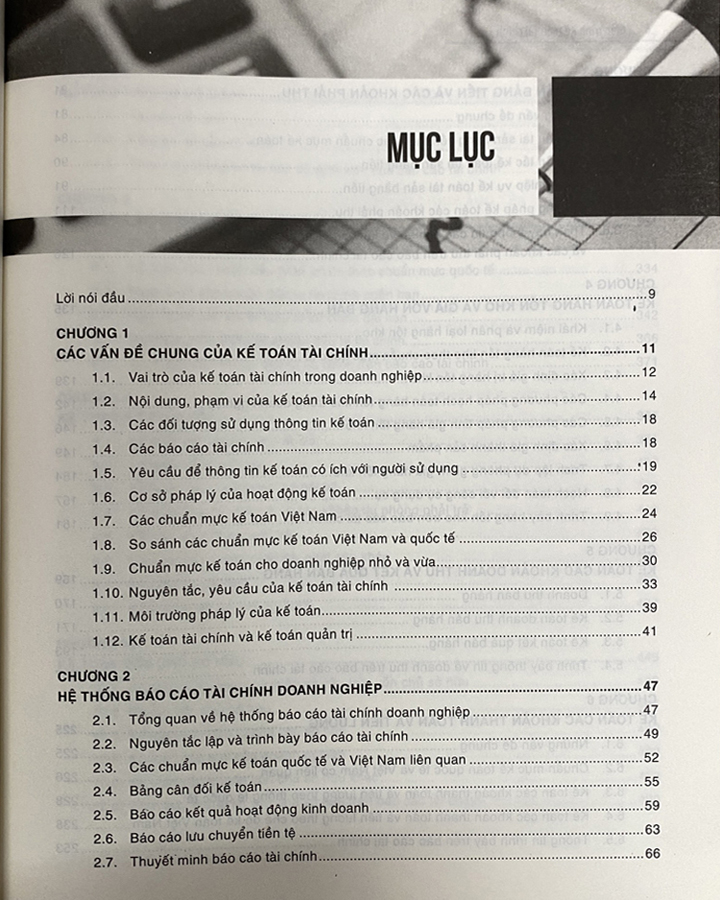 MỤC LỤC
Lời nói đầu 9
CHƯƠNG 1
CÁC VẤN ĐỀ CHUNG CỦA KẾ TOÁN TÀI CHÍNH 11
1.1. Vai trò của kế toán tài chính trong doanh nghiệp 12
1.2. Nội dung, phạm vi của kế toán tài chính 14
1.3. Các đối tượng sử dụng thông tin kế toán 18
1.4. Các báo cáo tài chính 18
1.5. Yêu cầu để thông tin kế toán có ích với người sử dụng 19
1.6. Cơ sở pháp lý của hoạt động kế toán 22
1.7. Các chuẩn mực kế toán Việt Nam 24
1.8. So sánh các chuẩn mực kế toán Việt Nam và quốc tế 26
1.9. Chuẩn mực kế toán cho doanh nghiệp nhỏ và vừa 30
1.10. Nguyên tắc, yêu cầu của kế toán tài chính 33
1.11. Môi trường pháp lý của kế toán 39
1.12. Kế toán tài chính và kế toán quản trị 41
CHƯƠNG 2
HỆ THỐNG BÁO CÁO TÀI CHÍNH DOANH NGHIỆP 47
2.1. Tổng quan về hệ thống báo cáo tài chính doanh nghiệp 47
2.2. Nguyên tắc lập và trình bày báo cáo tài chính 49
2.3. Các chuẩn mực kế toán quốc tế và Việt Nam liên quan 52
2.4. Bảng cân đối kế toán 55
2.5. Báo cáo kết quả hoạt động kinh doanh 59
2.6. Báo cáo lưu chuyển tiền tệ 63
2.7. Thuyết minh báo cáo tài chính 66